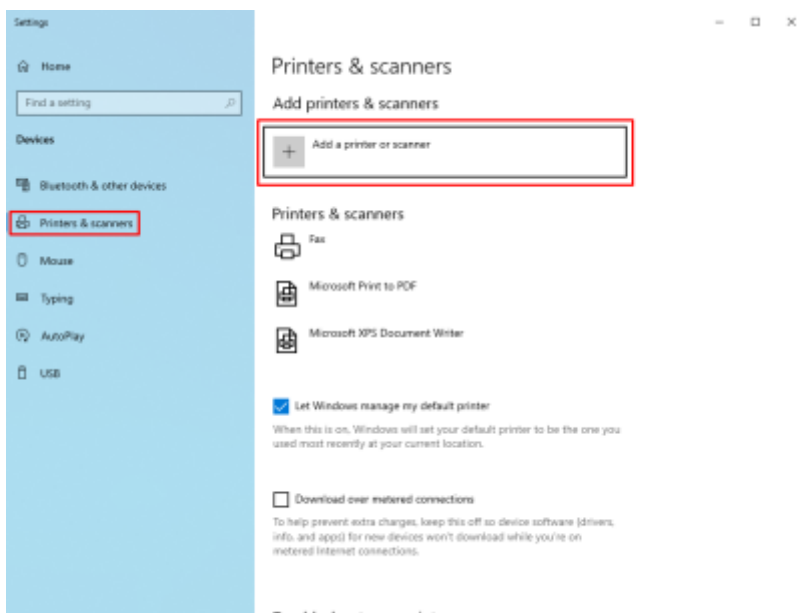 Settings
Home
Find a setting
Devices
Bluetooth & other devices
Printers & scanners
Mouse
Typing
AutoPlay
USB
Printers & scanners
Add printers & scanners
Add a printer or scanner
Printers & scanners
Fax
Microsoft Print to PDF
Microsoft XPS Document Writer
Let Windows manage my default printer
When this is on, Windows will set your default printer to be the one you
used most recently at your current location.
Download over metered connections
To help prevent extra charges, keep this off so device software (drivers,
info, and apps) for new devices won't download while you're on
metered Internet connections.